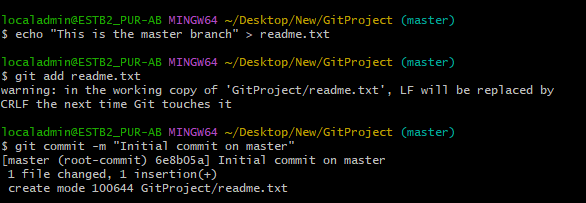 localadmin@ESTB2_PUR-AB MINGW64 ~/Desktop/New/GitProject (master)
$ echo "This is the master branch" > readme.txt
localadmin@ESTB2_PUR-AB MINGW64 ~/Desktop/New/GitProject (master)
$ git add readme.txt
warning: in the working copy of 'GitProject/readme.txt', LF will be replaced by
CRLF the next time Git touches it
localadmin@ESTB2_PUR-AB MINGW64 ~/Desktop/New/GitProject (master)
$ git commit -m "Initial commit on master"
[master (root-commit) 6e8b05a] Initial commit on master
 1 file changed, 1 insertion(+)
 create mode 100644 GitProject/readme.txt